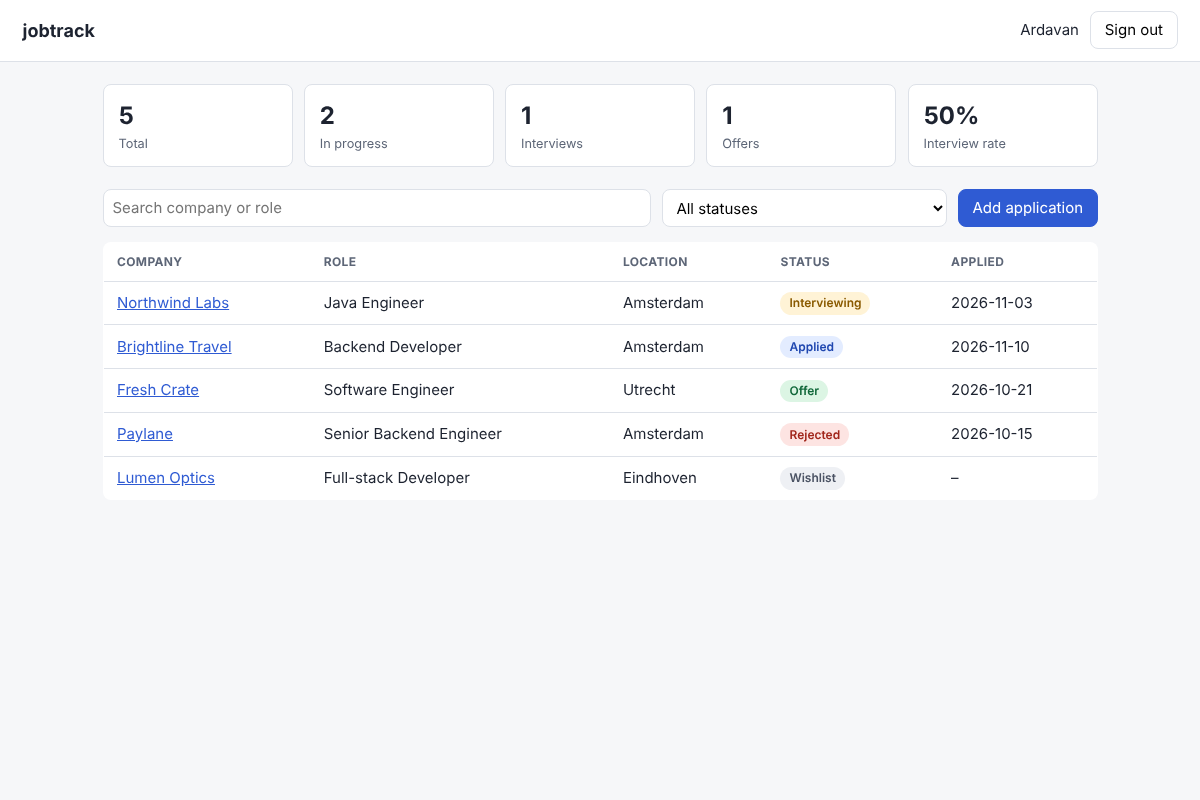 jobtrack Ardavan Sign out
5 2 1 1 50%
Total In progress Interviews Offers Interview rate
Search company or role All statuses Add application
COMPANY ROLE LOCATION STATUS APPLIED
Northwind Labs Java Engineer Amsterdam Interviewing 2026-11-03
Brightline Travel Backend Developer Amsterdam Applied 2026-11-10
Fresh Crate Software Engineer Utrecht Offer 2026-10-21
Paylane Senior Backend Engineer Amsterdam Rejected 2026-10-15
Lumen Optics Full-stack Developer Eindhoven Wishlist –